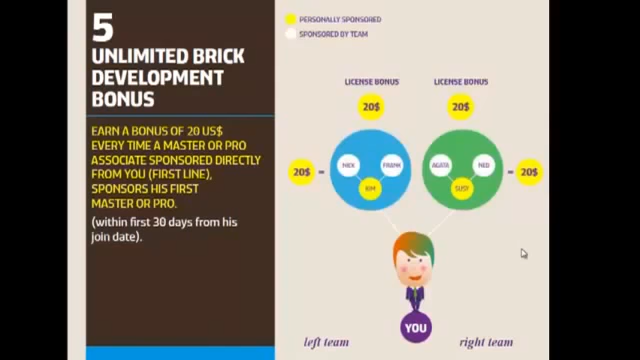 5
UNLIMITED BRICK
DEVELOPMENT
BONUS
EARN A BONUS OF 20 US$
EVERY TIME A MASTER OR PRO
ASSOCIATE SPONSORED DIRECTLY
FROM YOU (FIRST LINE),
SPONSORS HIS FIRST
MASTER OR PRO.
(within first 30 days from his
join date).
PERSONALLY SPONSORED
SPONSORED BY TEAM
LICENSE BONUS LICENSE BONUS
20$ 20$
NICK FRANK AGATA NED
20$ = = 20$
KIM SUSY
YOU
left team right team